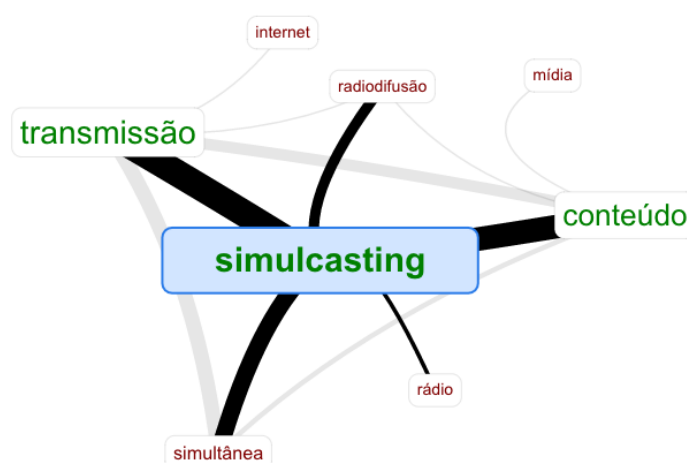 internet
radiodifusão
mídia
transmissão
conteúdo
simulcasting
rádio
simultânea